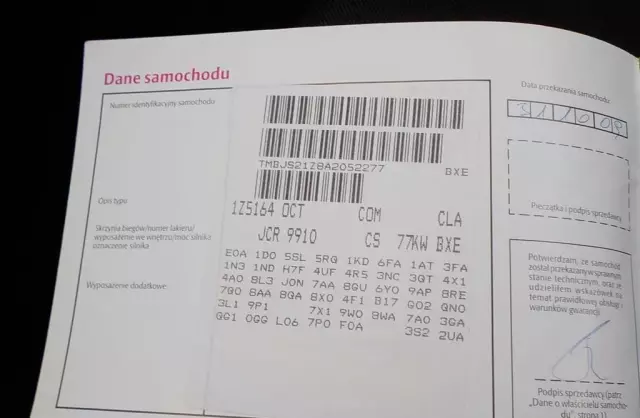 Dane samochodu
Numer identyfikacyjny samochodu
TMBJS21Z8A2052277
BXE
Opis typu
1Z5164 OCT COM CLA
Skrzynia biegów/numer lakieru/
wyposażenie we wnętrzu/moc silnika
oznaczenie silnika
JCR 9910 CS 77KW BXE
Wyposażenie dodatkowe:
E0A 1D0 5SL 5RG 1KD 6FA 1AT 3FA
1N3 1ND H7F 4UF 4R5 3NC 3GT 4X1
4A0 8L3 J0N 7AA 8GU 6Y0 9AP 8RE
7Q0 8AA 8GA 8X0 4F1 B17 G02 QN0
3L1 9P1 7X1 9W0 8WA 7A0 3GA
GG1 0GG L06 7P0 F0A 3S2 2UA
Data przekazania samochodu
Pieczątka i podpis sprzedawcy
Potwierdzam, że samochód
został przekazany w sprawnym
stanie technicznym, oraz że
udzieliłem wskazówek na
temat prawidłowej obsługi i
warunków gwarancji.
Podpis sprzedawcy (patrz
„Dane o właścicielu samocho-
du", strona 1)